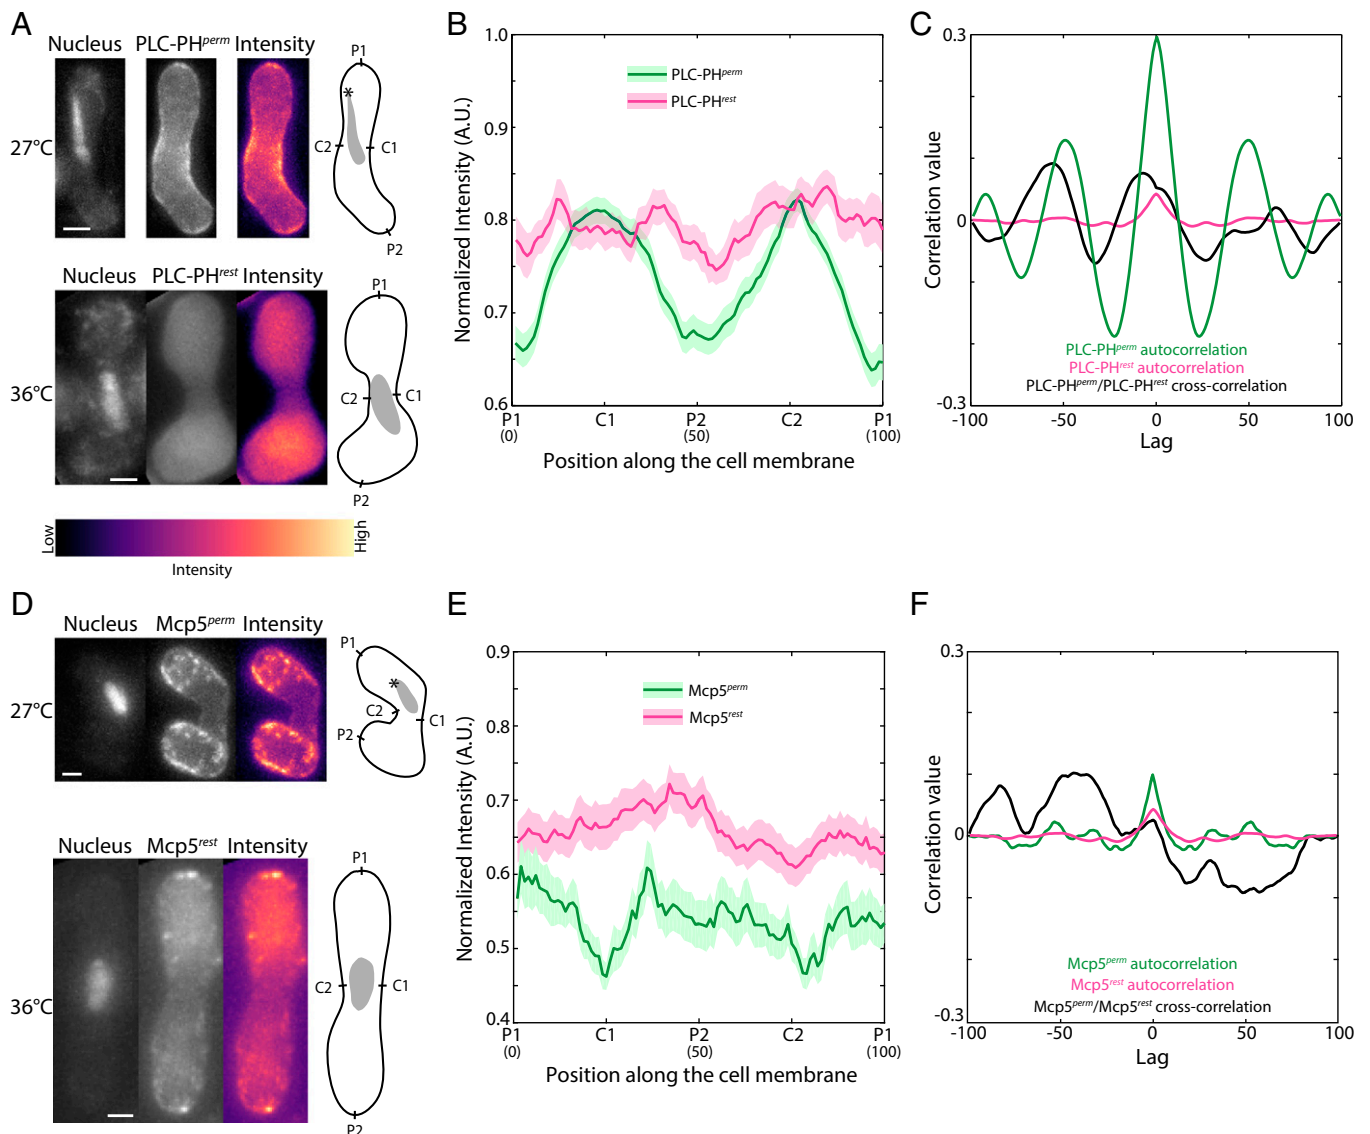 A
Nucleus PLC-PHperm Intensity
27°C
P1
*
C2
C1
P2
Nucleus PLC-PHrest Intensity
36°C
P1
C2
C1
P2
Low
High
Intensity
B
Normalized Intensity (A.U.)
1.0
0.9
0.8
0.7
0.6
PLC-PHperm
PLC-PHrest
P1 C1 P2 C2 P1
(0) (50) (100)
Position along the cell membrane
C
Correlation value
0.3
0
-0.3
PLC-PHperm autocorrelation
PLC-PHrest autocorrelation
PLC-PHperm/PLC-PHrest cross-correlation
-100 -50 0 50 100
Lag
D
Nucleus Mcp5perm Intensity
27°C
P1
*
C2
C1
P2
Nucleus Mcp5rest Intensity
36°C
P1
C2
C1
P2
E
Normalized Intensity (A.U.)
0.9
0.8
0.7
0.6
0.5
0.4
Mcp5perm
Mcp5rest
P1 C1 P2 C2 P1
(0) (50) (100)
Position along the cell membrane
F
Correlation value
0.3
0
-0.3
Mcp5perm autocorrelation
Mcp5rest autocorrelation
Mcp5perm/Mcp5rest cross-correlation
-100 -50 0 50 100
Lag